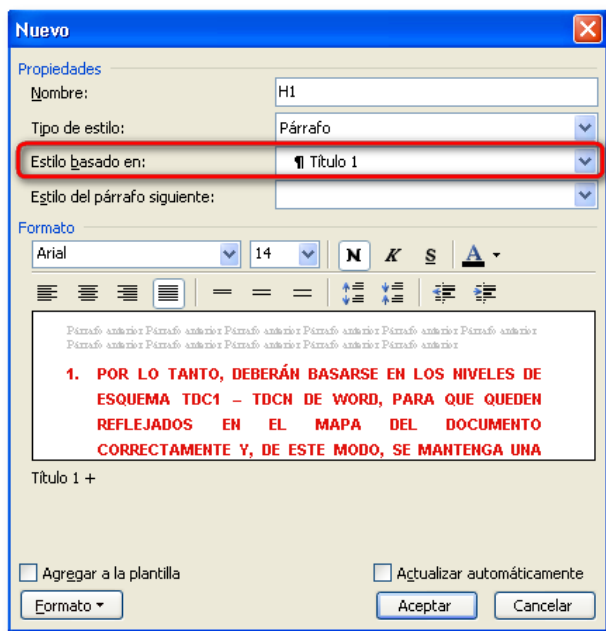 Nuevo
Propiedades
Nombre: H1
Tipo de estilo: Párrafo
Estilo basado en: ¶ Título 1
Estilo del párrafo siguiente:
Formato
Arial 14 N K S A
Párrafo anterior Párrafo anterior Párrafo anterior Párrafo anterior Párrafo anterior Párrafo anterior
Párrafo anterior Párrafo anterior Párrafo anterior Párrafo anterior Párrafo anterior
1. POR LO TANTO, DEBERÁN BASARSE EN LOS NIVELES DE
ESQUEMA TDC1 – TDCN DE WORD, PARA QUE QUEDEN
REFLEJADOS EN EL MAPA DEL DOCUMENTO
CORRECTAMENTE Y, DE ESTE MODO, SE MANTENGA UNA
Título 1 +
Agregar a la plantilla Actualizar automáticamente
Formato Aceptar Cancelar